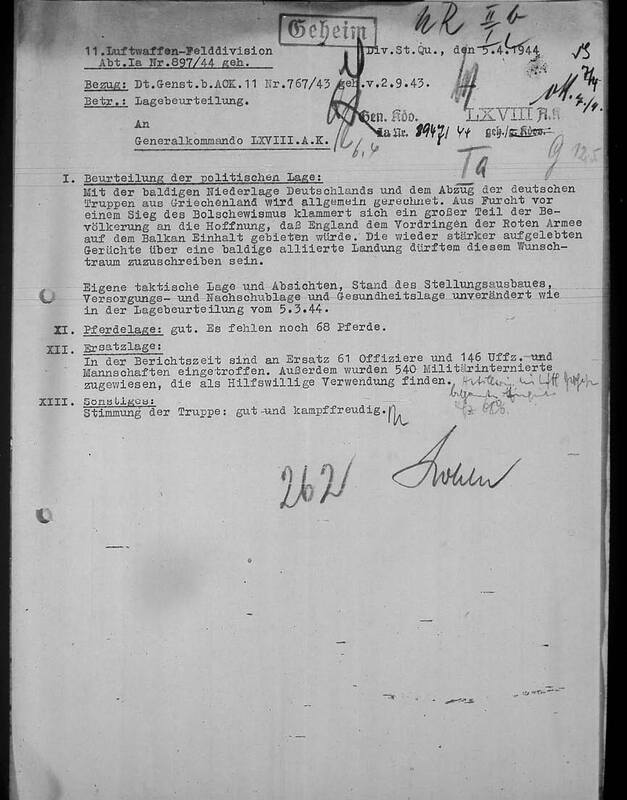 Geheim
11.Luftwaffen-Felddivision
Div.St.Qu., den 5.4.1944
Abt.Ia Nr.897/44 geh.
Bezug: Dt.Genst.b.AOK.11 Nr.767/43 geh.v.2.9.43.
Betr.: Lagebeurteilung.
Gen. Kdo. LXVIII A.K
An
Ia Nr. 8947/44 geh./g.Kdos.
Generalkommando LXVIII.A.K.
6.4
Ia
I. Beurteilung der politischen Lage:
Mit der baldigen Niederlage Deutschlands und dem Abzug der deutschen
Truppen aus Griechenland wird allgemein gerechnet. Aus Furcht vor
einem Sieg des Bolschewismus klammert sich ein großer Teil der Be-
völkerung an die Hoffnung, daß England dem Vordringen der Roten Armee
auf dem Balkan Einhalt gebieten würde. Die wieder stärker aufgelebten
Gerüchte über eine baldige alliierte Landung dürftem diesem Wunsch-
traum zuzuschreiben sein.
Eigene taktische Lage und Absichten, Stand des Stellungsausbaues,
Versorgungs- und Nachschublage und Gesundheitslage unverändert wie
in der Lagebeurteilung vom 5.3.44.
XI. Pferdelage: gut. Es fehlen noch 68 Pferde.
XII. Ersatzlage:
In der Berichtszeit sind an Ersatz 61 Offiziere und 146 Uffz. und
Mannschaften eingetroffen. Außerdem wurden 540 Militärinternierte
zugewiesen, die als Hilfswillige Verwendung finden.
XIII. Sonstiges:
Stimmung der Truppe: gut und kampffreudig.
262